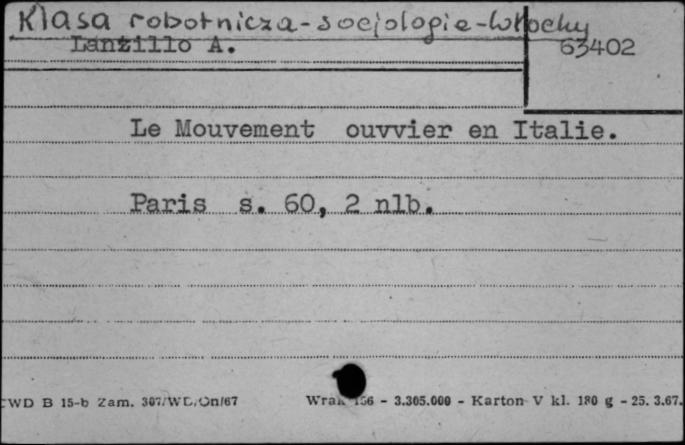 Klasa robotnicza-socjologia-Włochy
Lanzillo A.
63402
Le Mouvement ouvvier en Italie.
Paris s. 60, 2 nlb.
CWD B 15-b Zam. 307/WD/On/67 - 3.305.000 - Karton V kl. 180 g - 25. 3.67.